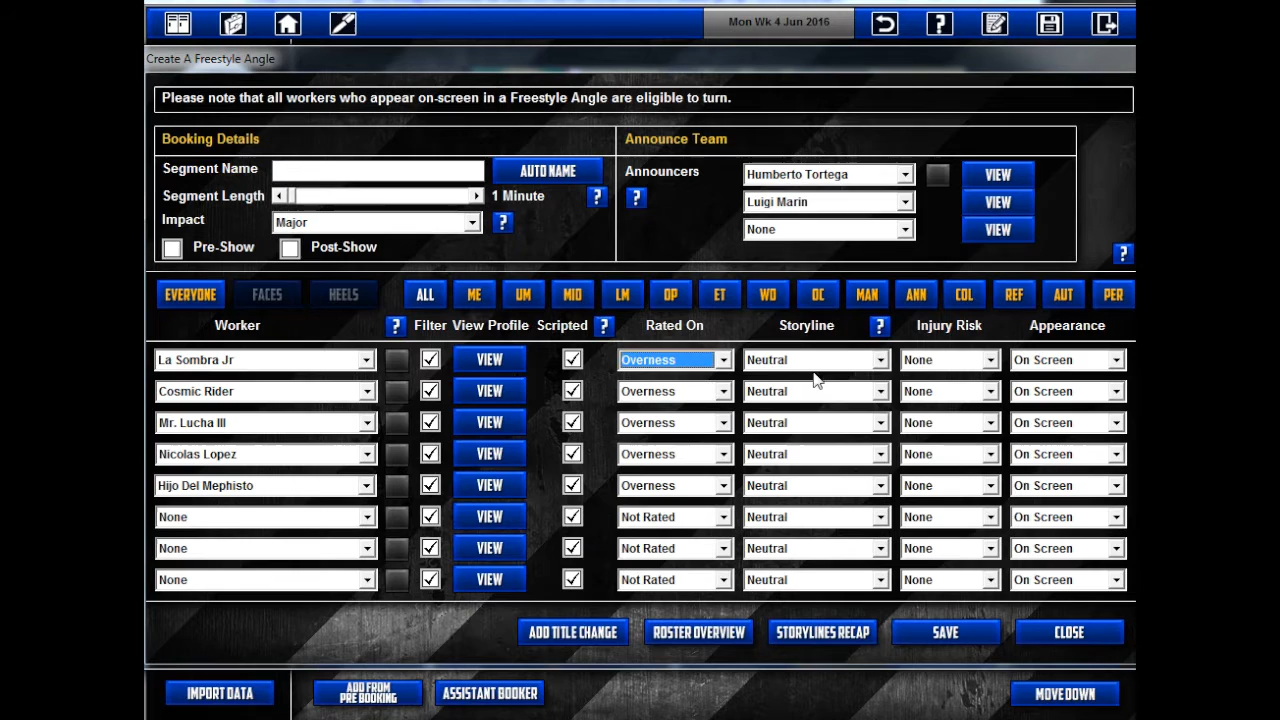 Mon Wk 4 Jun 2016
?
Create A Freestyle Angle
Please note that all workers who appear on-screen in a Freestyle Angle are eligible to turn.
Booking Details
Announce Team
Segment Name
AUTO NAME
Announcers
Humberto Tortega
VIEW
Segment Length
1 Minute
?
?
Luigi Marin
VIEW
Impact
Major
?
None
VIEW
Pre-Show
Post-Show
?
EVERYONE
FACES
HEELS
ALL
ME
UM
MID
LM
OP
ET
WD
OC
MAN
ANN
COL
REF
AUT
PER
Worker
?
Filter
View Profile
Scripted
?
Rated On
Storyline
?
Injury Risk
Appearance
La Sombra Jr
VIEW
Overness
Neutral
None
On Screen
Cosmic Rider
VIEW
Overness
Neutral
None
On Screen
Mr. Lucha III
VIEW
Overness
Neutral
None
On Screen
Nicolas Lopez
VIEW
Overness
Neutral
None
On Screen
Hijo Del Mephisto
VIEW
Overness
Neutral
None
On Screen
None
VIEW
Not Rated
Neutral
None
On Screen
None
VIEW
Not Rated
Neutral
None
On Screen
None
VIEW
Not Rated
Neutral
None
On Screen
ADD TITLE CHANGE
ROSTER OVERVIEW
STORYLINES RECAP
SAVE
CLOSE
IMPORT DATA
ADD FROM
PRE BOOKING
ASSISTANT BOOKER
MOVE DOWN